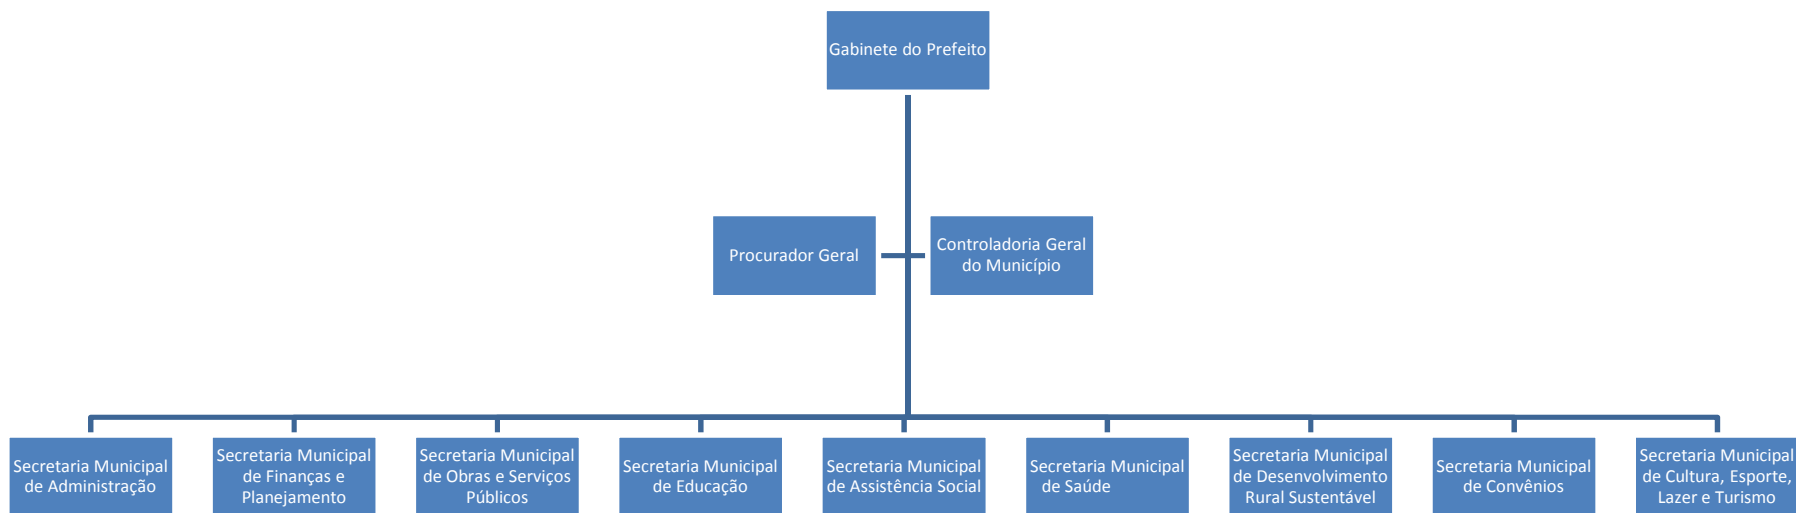 Gabinete do Prefeito
Procurador Geral
Controladoria Geral
do Município
Secretaria Municipal
de Administração
Secretaria Municipal
de Finanças e
Planejamento
Secretaria Municipal
de Obras e Serviços
Públicos
Secretaria Municipal
de Educação
Secretaria Municipal
de Assistência Social
Secretaria Municipal
de Saúde
Secretaria Municipal
de Desenvolvimento
Rural Sustentável
Secretaria Municipal
de Convênios
Secretaria Municipal
de Cultura, Esporte,
Lazer e Turismo